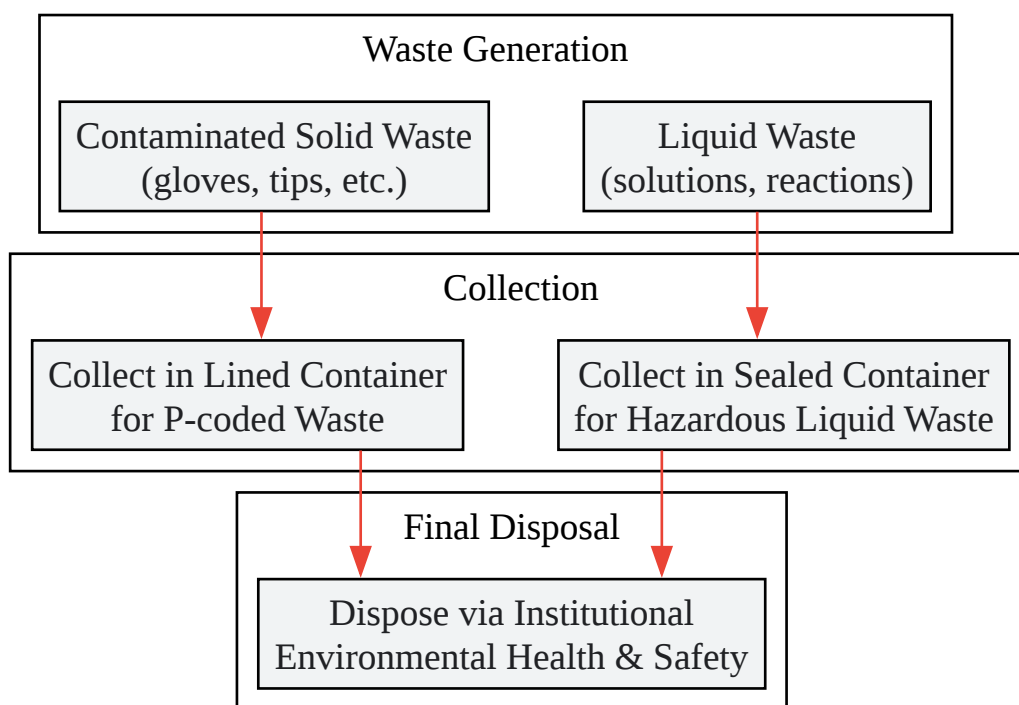 Waste Generation
Contaminated Solid Waste
(gloves, tips, etc.)
Liquid Waste
(solutions, reactions)
Collection
Collect in Lined Container
for P-coded Waste
Collect in Sealed Container
for Hazardous Liquid Waste
Final Disposal
Dispose via Institutional
Environmental Health & Safety